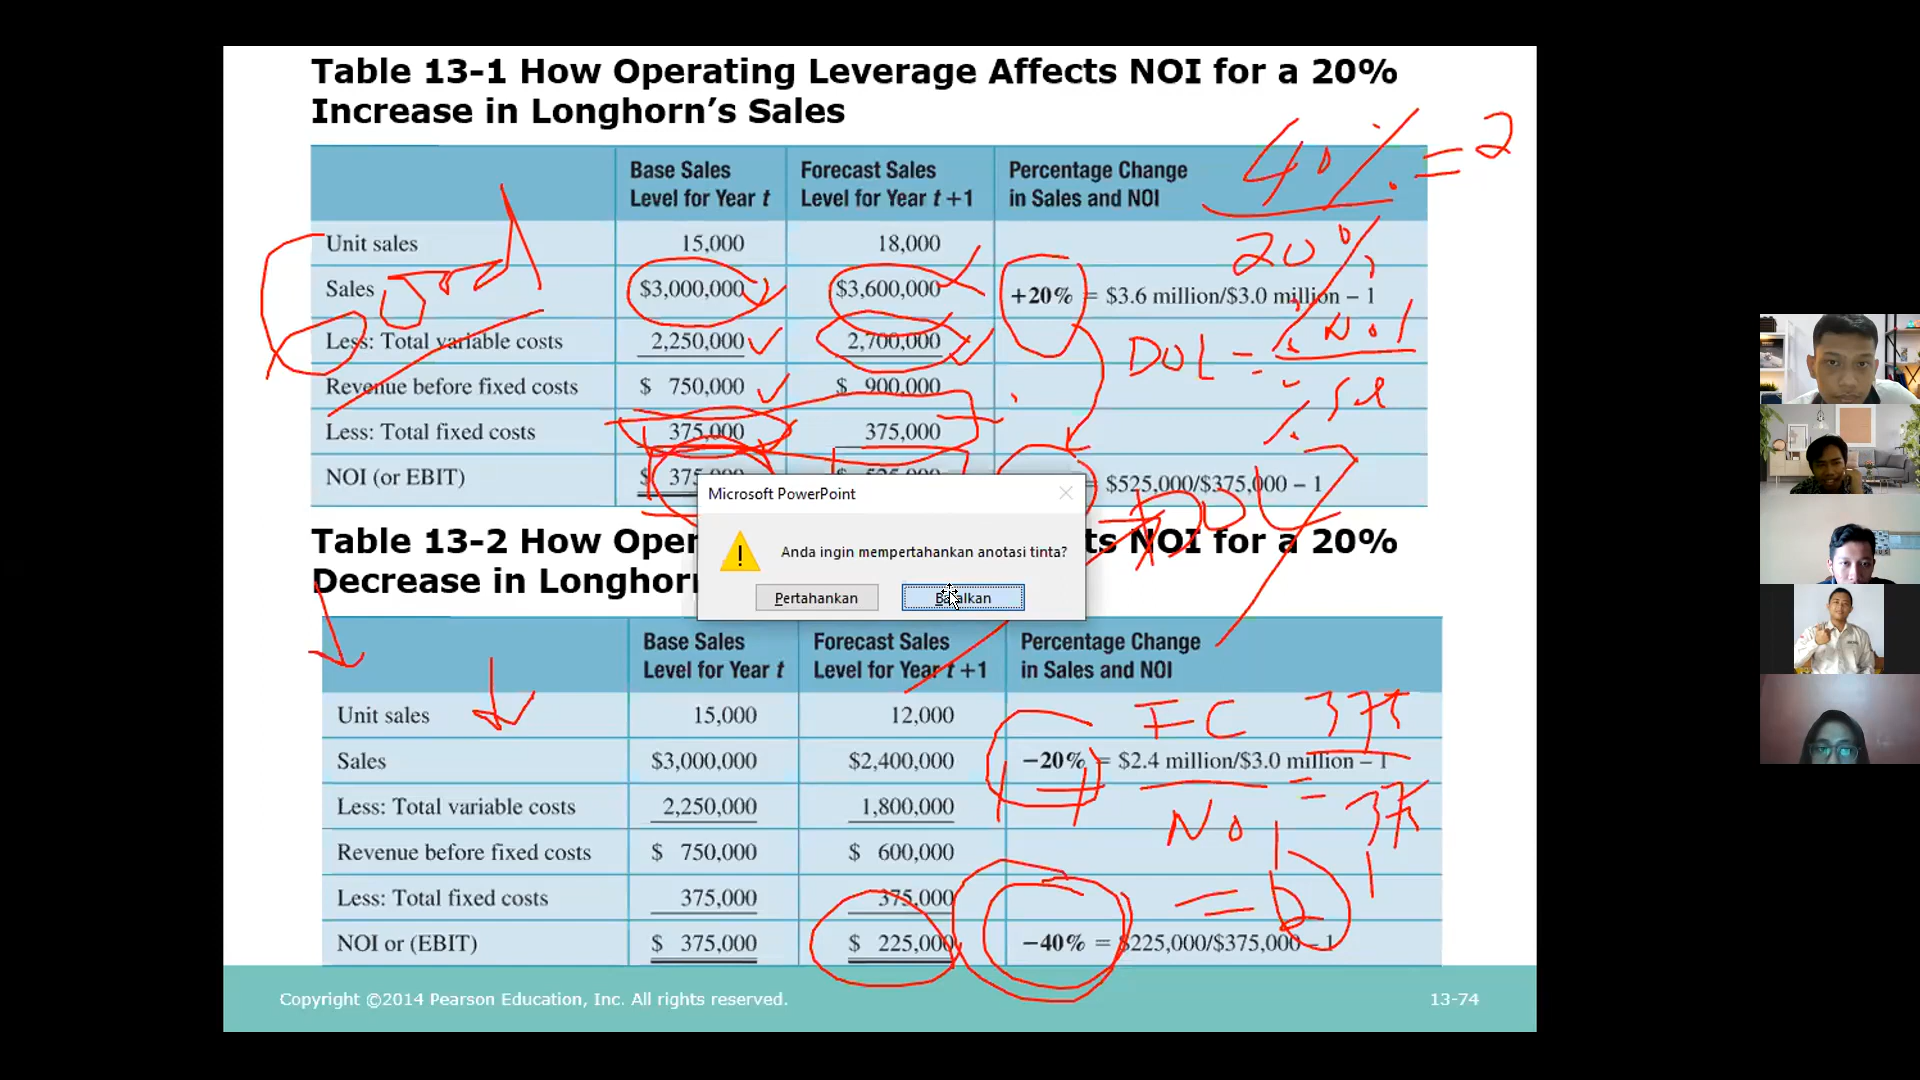 Table 13-1 How Operating Leverage Affects NOI for a 20%
Increase in Longhorn’s Sales
40% = 2
20%
Base Sales Level for Year t
Forecast Sales Level for Year t +1
Percentage Change in Sales and NOI
Good
Unit sales 15,000 18,000
Sales $3,000,000 $3,600,000 +20% = $3.6 million/$3.0 million – 1
Less: Total variable costs 2,250,000 2,700,000
DOL = % NOI
Revenue before fixed costs $ 750,000 $ 900,000
Less: Total fixed costs 375,000 375,000
NOI (or EBIT) $ = $525,000/$375,000 – 1
DOL
Table 13-2 How NOI for a 20%
Decrease in
Microsoft PowerPoint
Anda ingin mempertahankan anotasi tinta?
Pertahankan
Base Sales Level for Year t
Forecast Sales Level for Year t +1
Percentage Change in Sales and NOI
FC 375
Unit sales 15,000 12,000
Sales $3,000,000 $2,400,000 –20% = $2.4 million/$3.0 million – 1
NOI = 375
Less: Total variable costs 2,250,000 1,800,000
Revenue before fixed costs $ 750,000 $ 600,000
Less: Total fixed costs 375,000 375,000
=
NOI or (EBIT) $ 375,000 $ 225,000 –40% = $225,000/$375,000 – 1
Copyright ©2014 Pearson Education, Inc. All rights reserved.
13-74